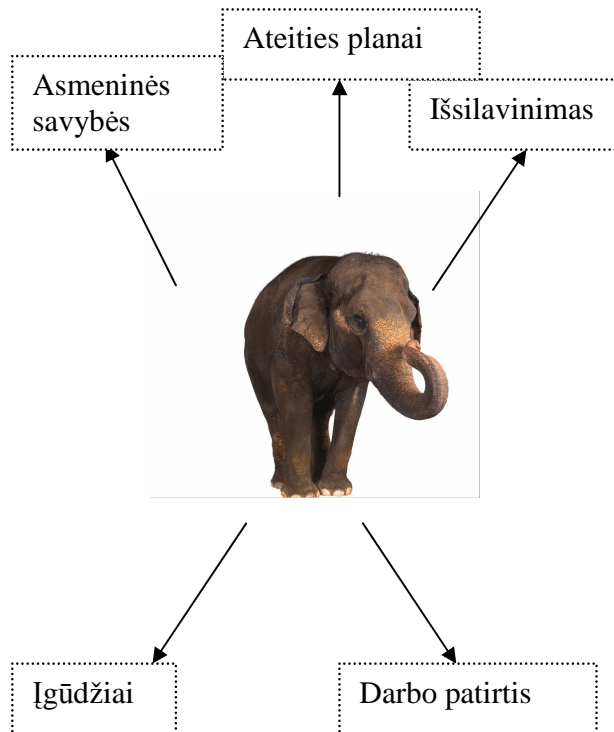 Ateities planai
Asmeninės
savybės
Išsilavinimas
Įgūdžiai
Darbo patirtis